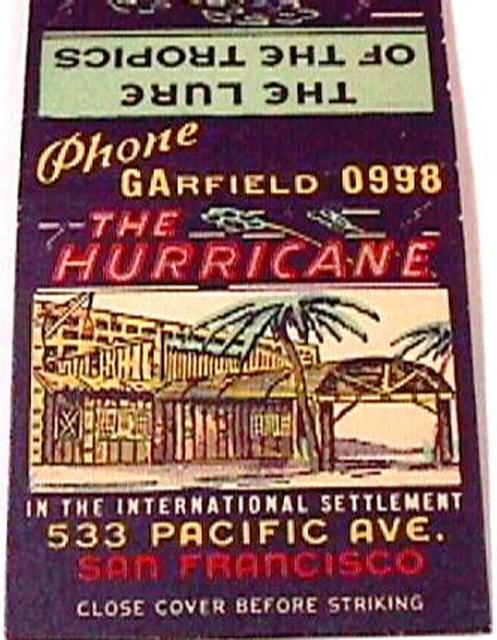 THE LURE
OF THE TROPICS
Phone
GARFIELD 0998
THE
HURRICANE
IN THE INTERNATIONAL SETTLEMENT
533 PACIFIC AVE.
SAN FRANCISCO
CLOSE COVER BEFORE STRIKING